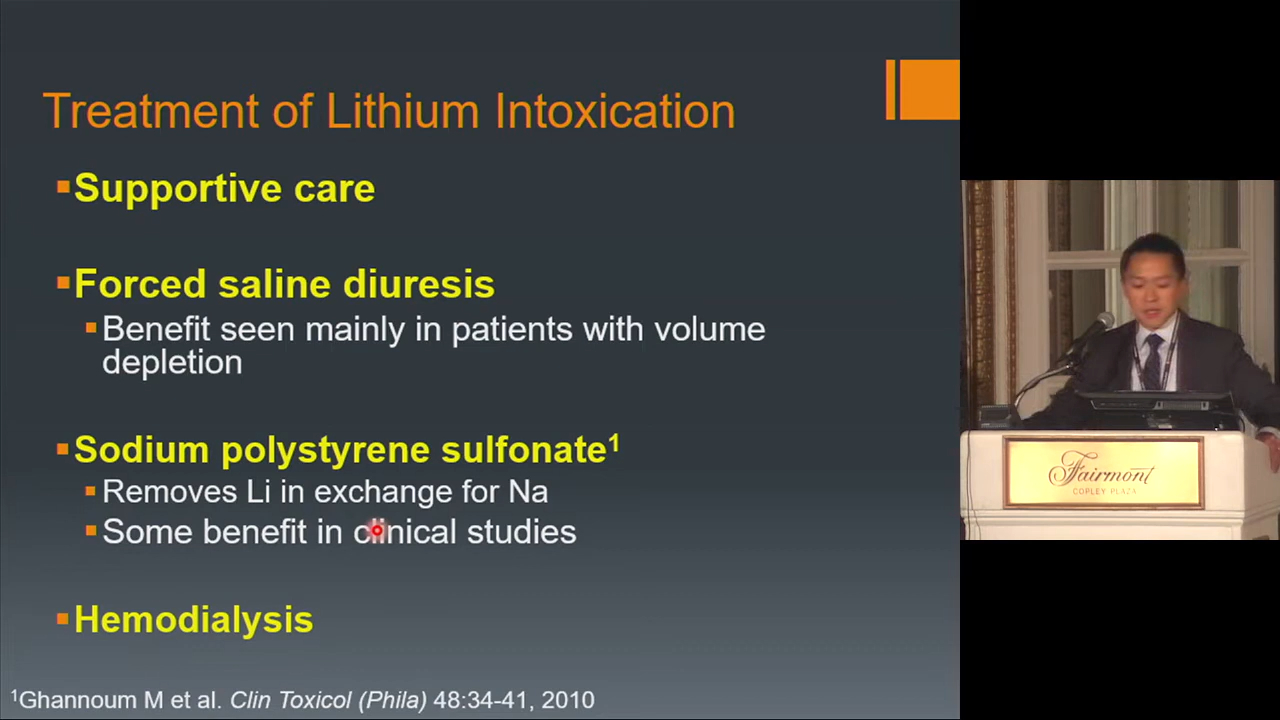 Treatment of Lithium Intoxication
▪Supportive care
▪Forced saline diuresis
▪Benefit seen mainly in patients with volume
depletion
▪Sodium polystyrene sulfonate¹
▪Removes Li in exchange for Na
▪Some benefit in clinical studies
▪Hemodialysis
¹Ghannoum M et al. Clin Toxicol (Phila) 48:34-41, 2010
Fairmont
COPLEY PLAZA